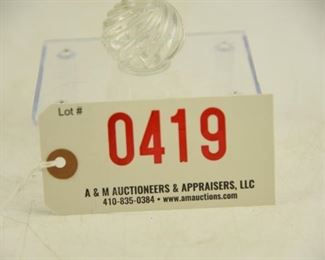 Lot #
0419
A & M AUCTIONEERS & APPRAISERS, LLC
410-835-0384 • www.amauctions.com